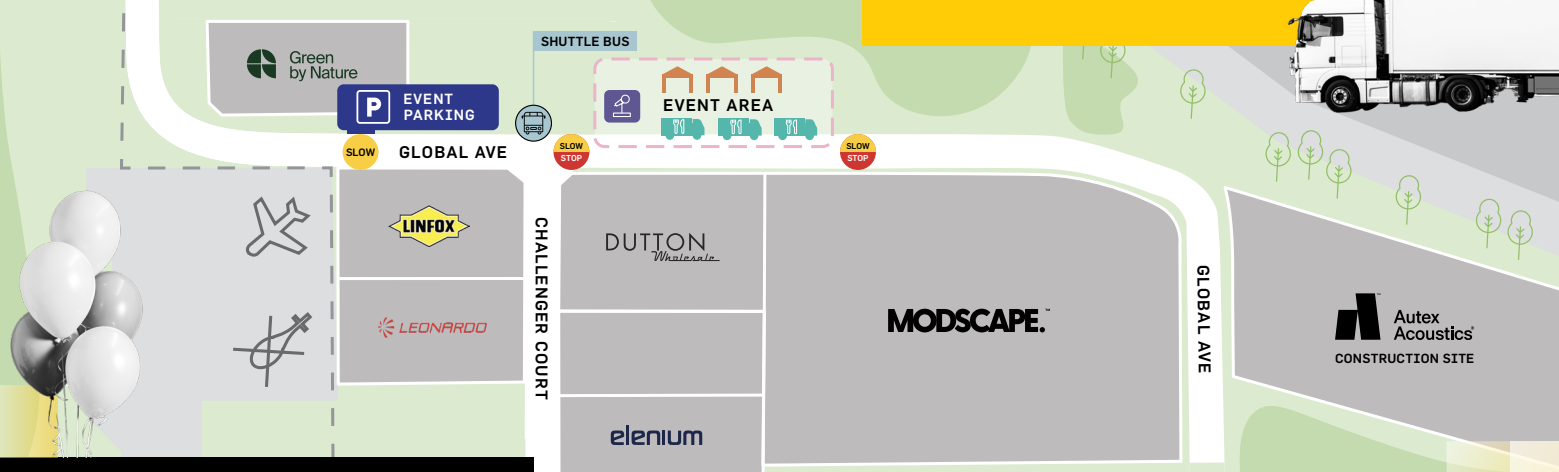 SHUTTLE BUS
Green
by Nature
P
EVENT
PARKING
EVENT AREA
SLOW
GLOBAL AVE
SLOW
STOP
SLOW
STOP
LINFOX
LEONARDO
CHALLENGER COURT
DUTTON
Wholesale
elenium
MODSCAPE.™
GLOBAL AVE
Autex
Acoustics®
CONSTRUCTION SITE